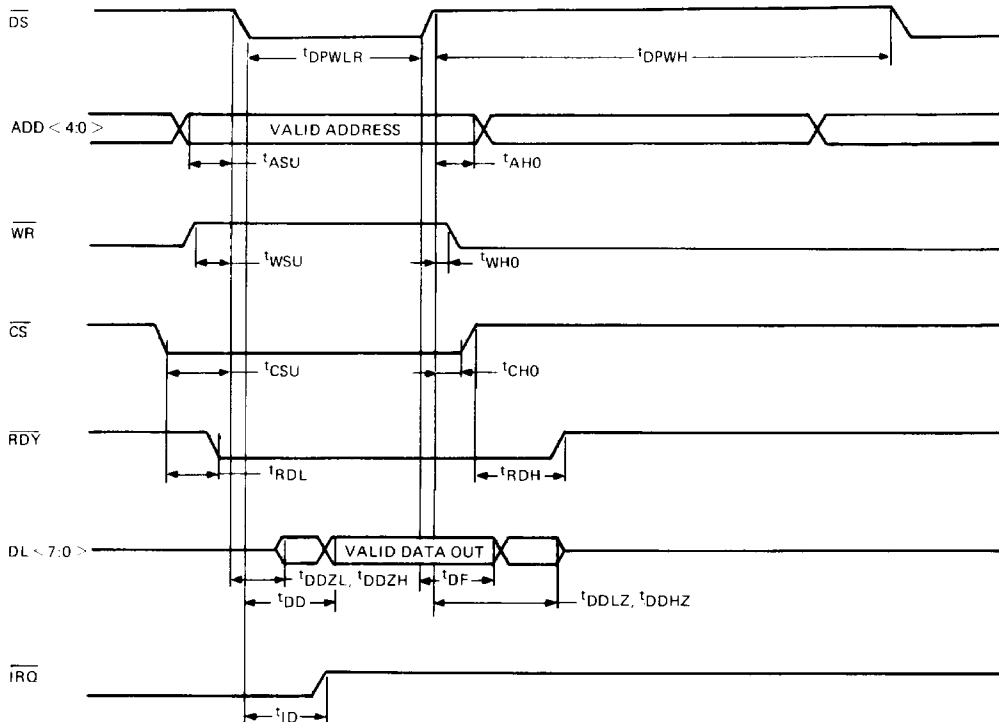 DS
tDPWLR
tDPWH
ADD < 4:0 >
VALID ADDRESS
tASU
tAH0
WR
tWSU
tWH0
CS
tCSU
tCH0
RDY
tRDL
tRDH
DL < 7:0 >
VALID DATA OUT
tDDZL, tDDZH
tDF
tDD
tDDLZ, tDDHZ
IRQ
tID